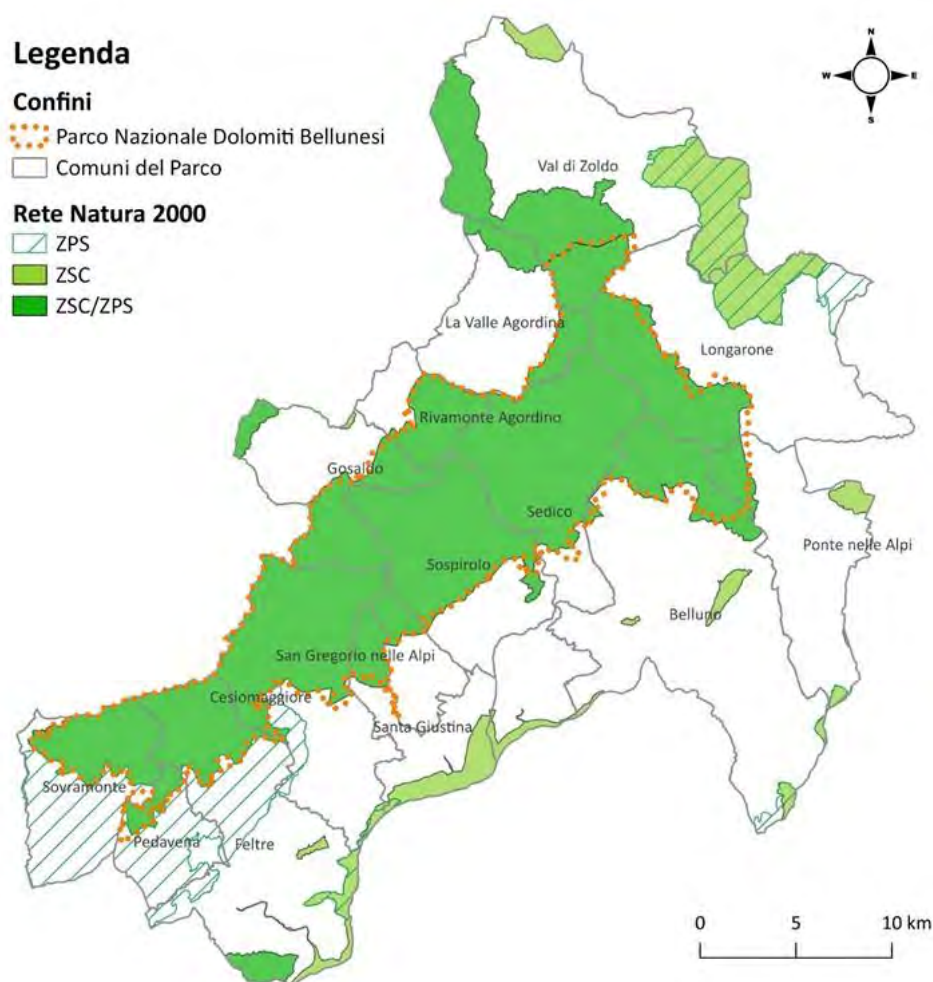 Legenda
Confini
Parco Nazionale Dolomiti Bellunesi
Comuni del Parco
Rete Natura 2000
ZPS
ZSC
ZSC/ZPS
N
W E
S
Val di Zoldo
La Valle Agordina
Longarone
Rivamonte Agordino
Gosaldo
Sedico
Ponte nelle Alpi
Sospirolo
Belluno
San Gregorio nelle Alpi
Cesiomaggiore
Santa Giustina
Sovramonte
Pedavena
Feltre
0 5 10 km